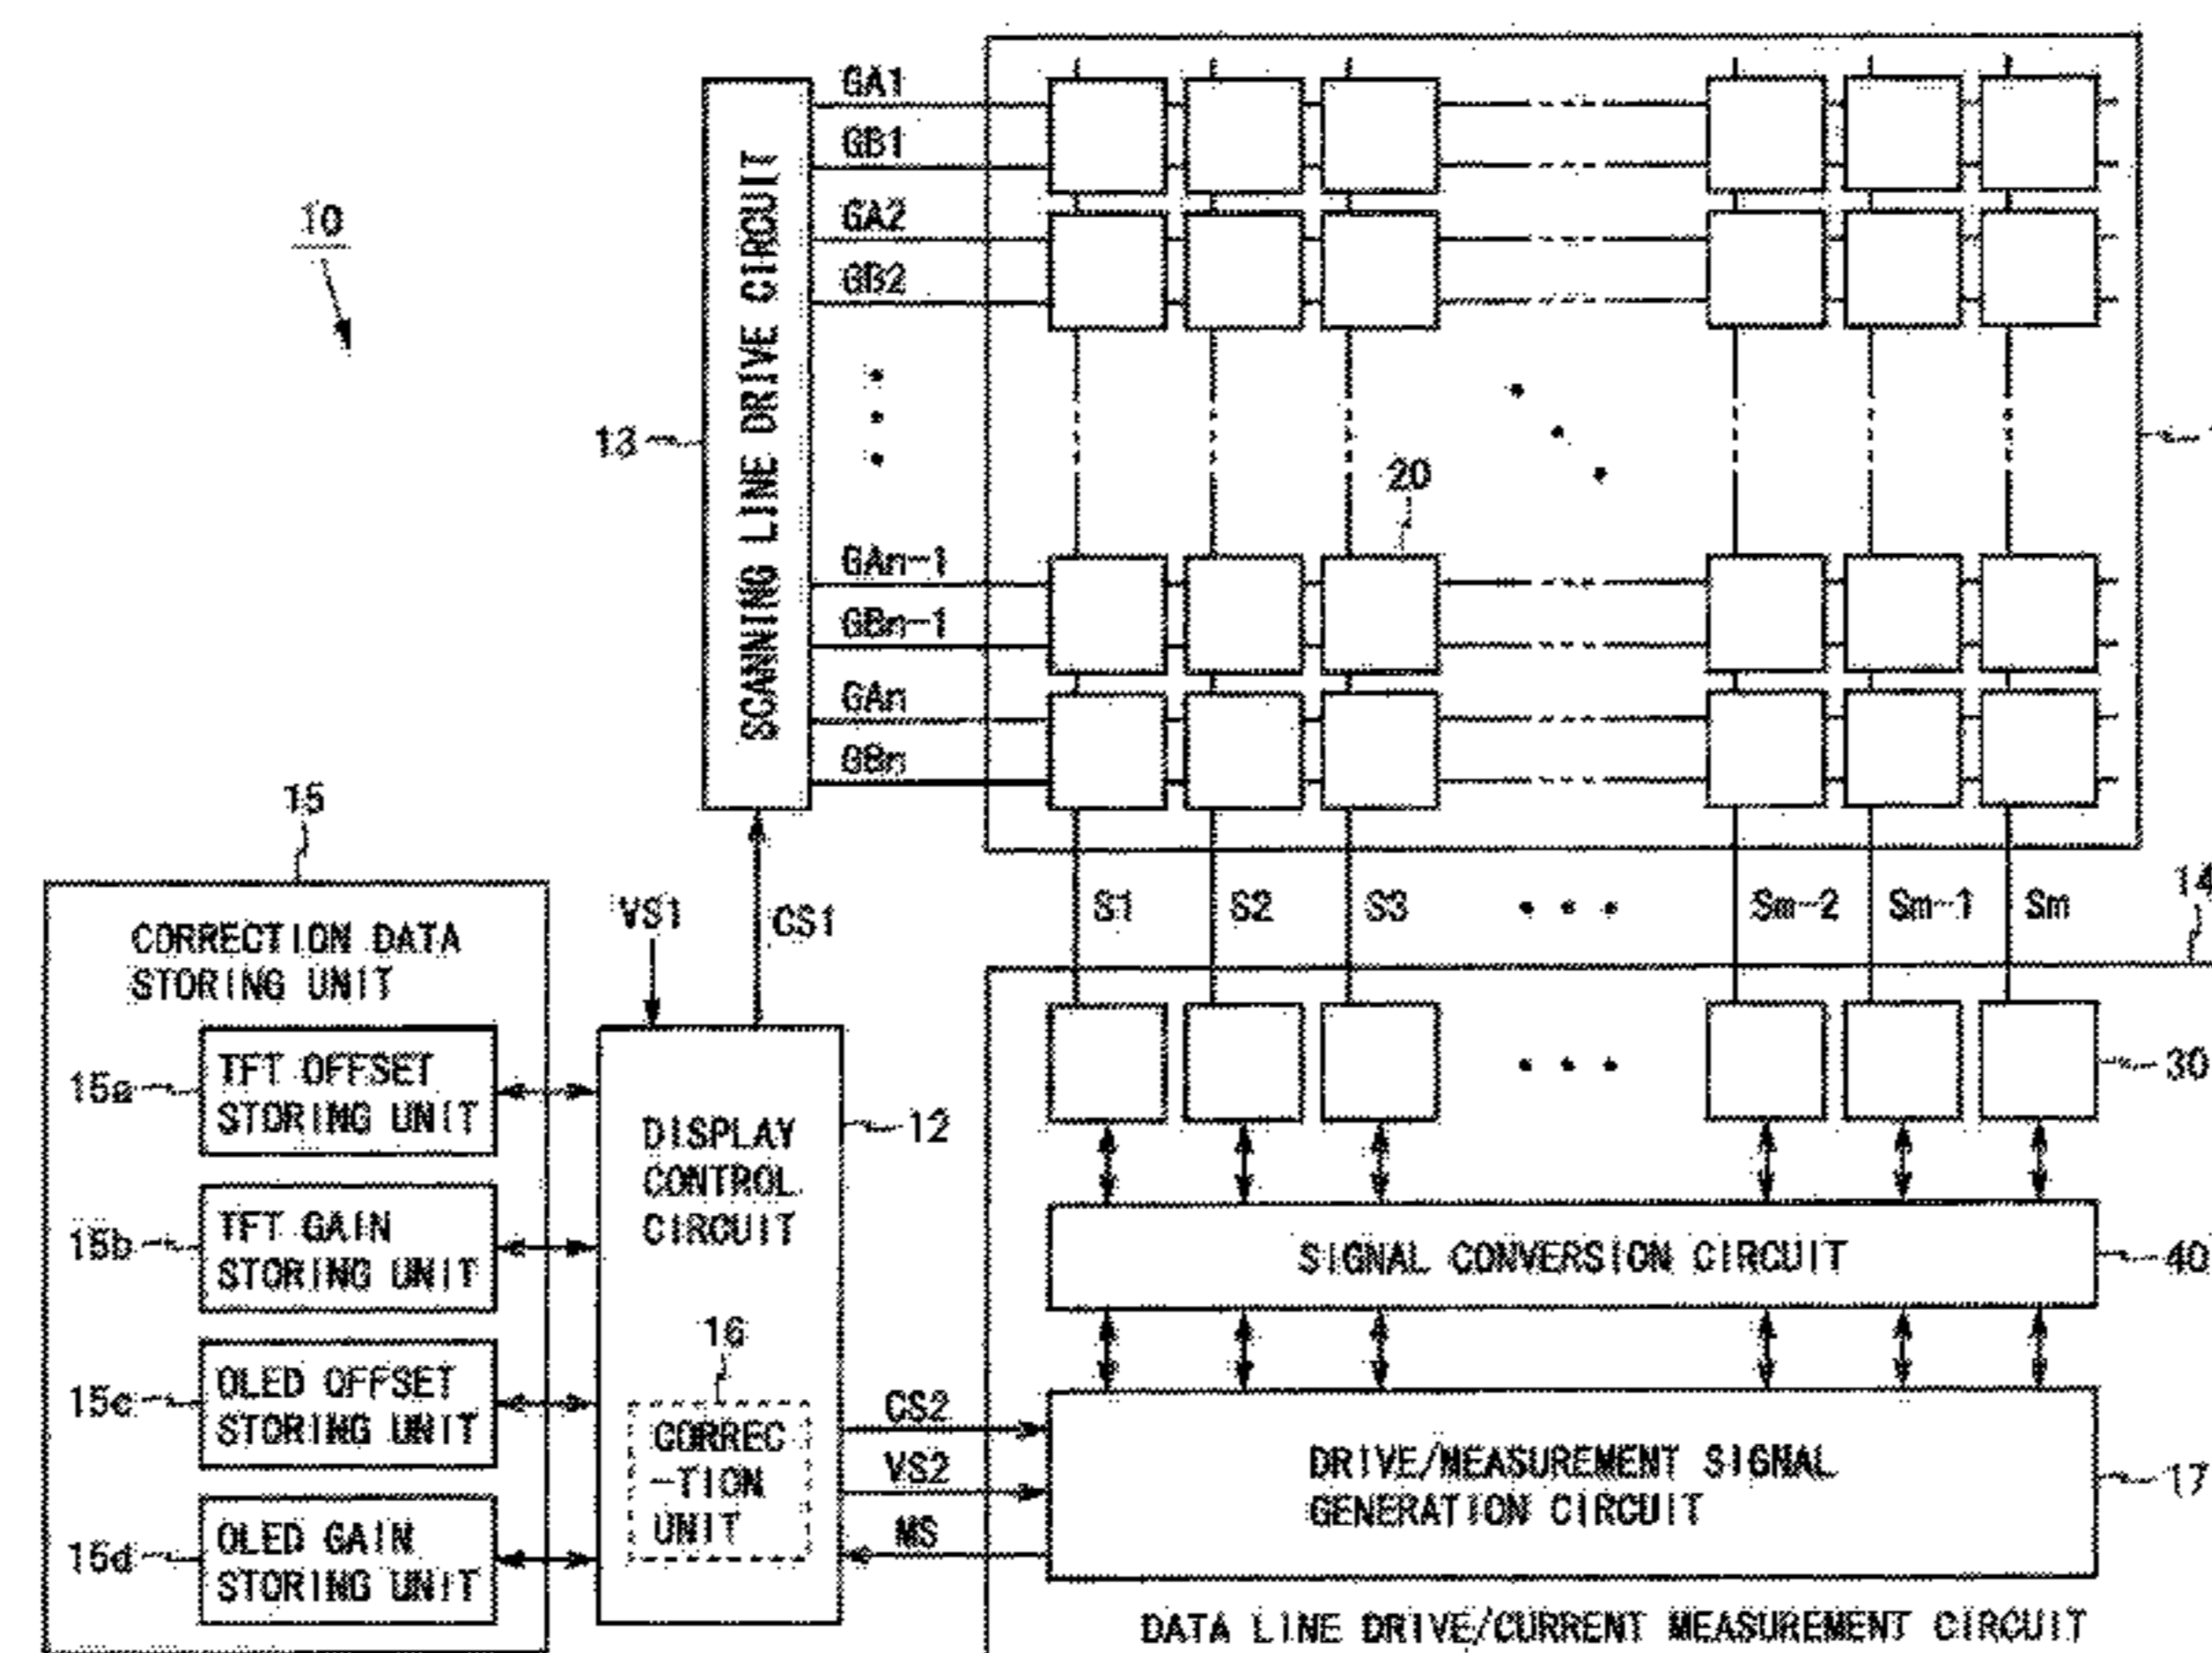 10
13
SCANNING LINE DRIVE CIRCUIT
GA1
GB1
GA2
GB2
GAn-1
GBn-1
GAn
GBn
20
S1 S2 S3 Sm-2 Sm-1 Sm
14
15
CORRECTION DATA
STORING UNIT
15a
TFT OFFSET
STORING UNIT
15b
TFT GAIN
STORING UNIT
15c
OLED OFFSET
STORING UNIT
15d
OLED GAIN
STORING UNIT
VS1
CS1
DISPLAY
CONTROL
CIRCUIT
12
16
CORREC
-TION
UNIT
CS2
VS2
MS
30
SIGNAL CONVERSION CIRCUIT
40
DRIVE/MEASUREMENT SIGNAL
GENERATION CIRCUIT
17
DATA LINE DRIVE/CURRENT MEASUREMENT CIRCUIT